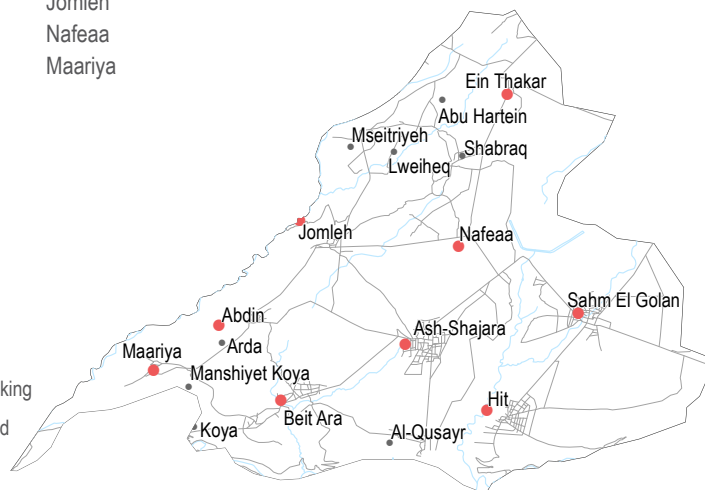 Jomleh
Nafeaa
Maariya
Ein Thakar
Abu Hartein
Mseitriyeh
Shabraq
Lweiheq
Jomleh
Nafeaa
Sahm El Golan
Abdin
Ash-Shajara
Arda
Maariya
Manshiyet Koya
king
Hit
Beit Ara
d
Koya
Al-Qusayr